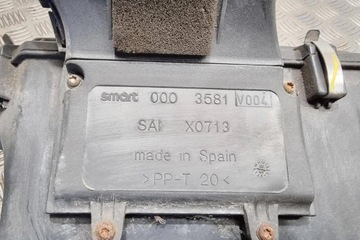 smart 000 3581 V004
SAI X0713
made in Spain
>PP-T 20<